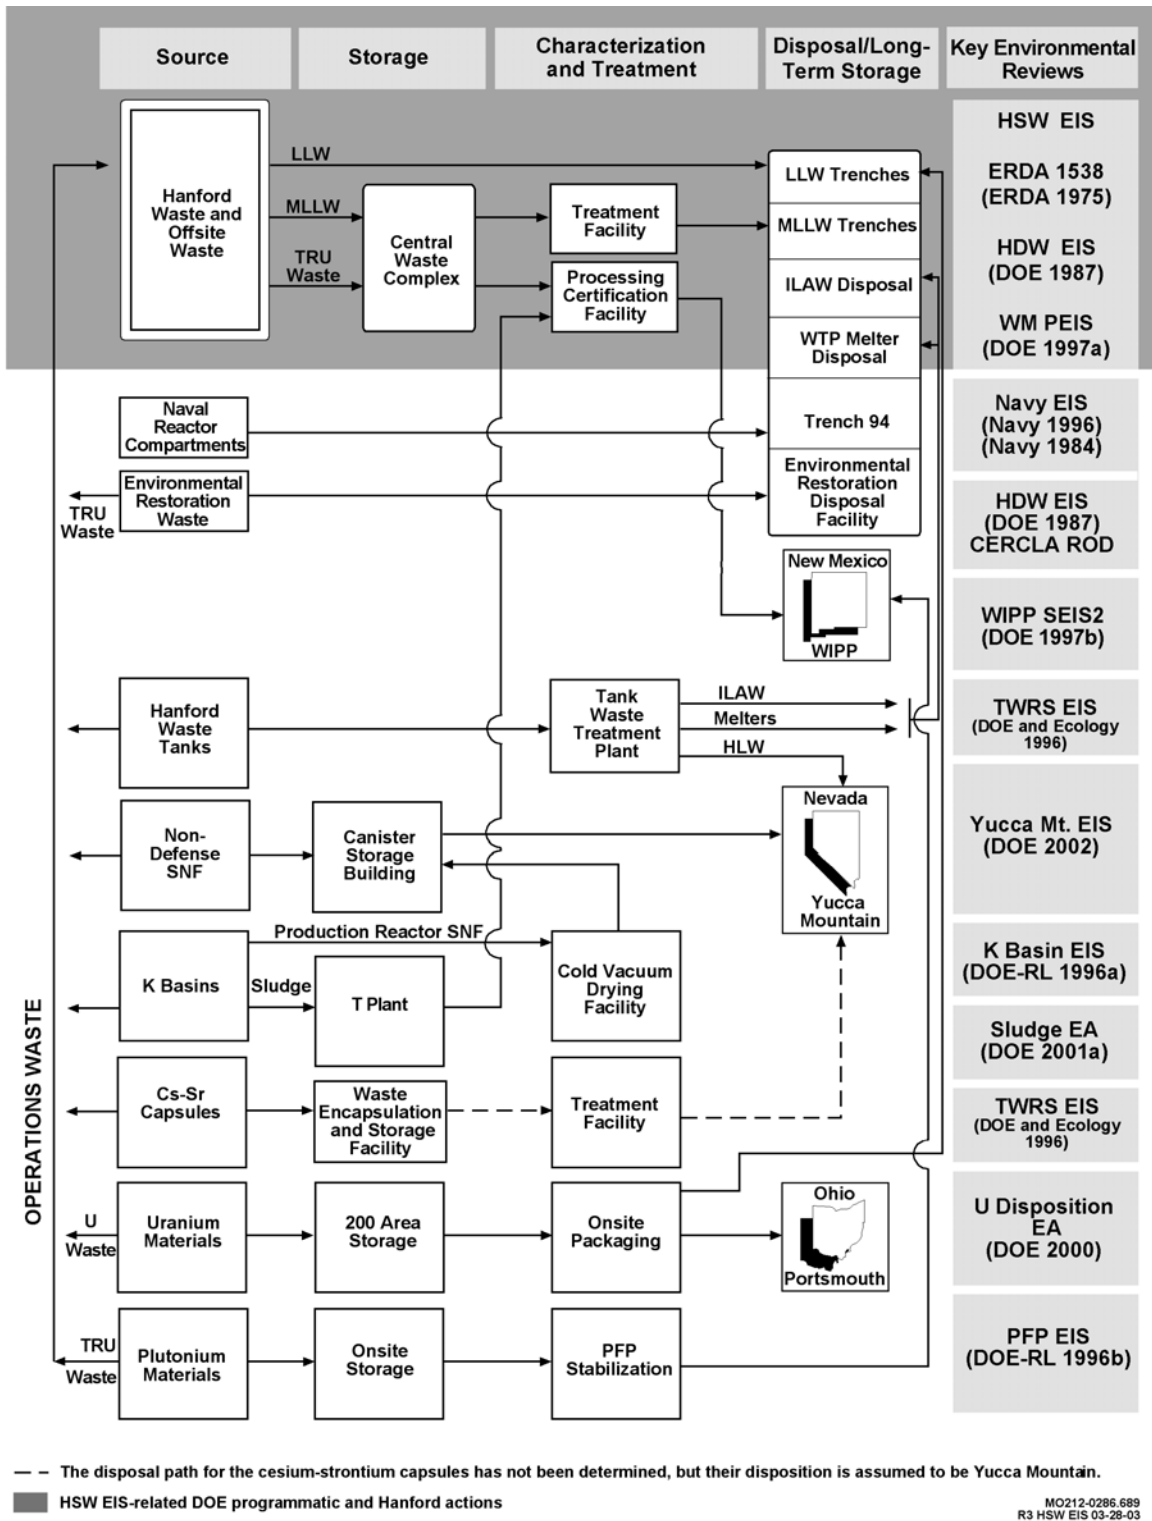 Source
Storage
Characterization
and Treatment
Disposal/Long-
Term Storage
Key Environmental
Reviews
Hanford
Waste and
Offsite
Waste
LLW
MLLW
TRU
Waste
Central
Waste
Complex
Treatment
Facility
Processing
Certification
Facility
LLW Trenches
MLLW Trenches
ILAW Disposal
WTP Melter
Disposal
Trench 94
Environmental
Restoration
Disposal
Facility
HSW EIS
ERDA 1538
(ERDA 1975)
HDW EIS
(DOE 1987)
WM PEIS
(DOE 1997a)
Naval
Reactor
Compartments
Navy EIS
(Navy 1996)
(Navy 1984)
Environmental
Restoration
Waste
TRU
Waste
HDW EIS
(DOE 1987)
CERCLA ROD
New Mexico
WIPP
WIPP SEIS2
(DOE 1997b)
Hanford
Waste
Tanks
Tank
Waste
Treatment
Plant
ILAW
Melters
HLW
TWRS EIS
(DOE and Ecology
1996)
Non-
Defense
SNF
Canister
Storage
Building
Nevada
Yucca
Mountain
Yucca Mt. EIS
(DOE 2002)
K Basins
Production Reactor SNF
Sludge
T Plant
Cold Vacuum
Drying
Facility
K Basin EIS
(DOE-RL 1996a)
Sludge EA
(DOE 2001a)
Cs-Sr
Capsules
Waste
Encapsulation
and Storage
Facility
Treatment
Facility
TWRS EIS
(DOE and Ecology
1996)
OPERATIONS WASTE
U
Waste
Uranium
Materials
200 Area
Storage
Onsite
Packaging
Ohio
Portsmouth
U Disposition
EA
(DOE 2000)
TRU
Waste
Plutonium
Materials
Onsite
Storage
PFP
Stabilization
PFP EIS
(DOE-RL 1996b)
The disposal path for the cesium-strontium capsules has not been determined, but their disposition is assumed to be Yucca Mountain.
HSW EIS-related DOE programmatic and Hanford actions
MO212-0286.689
R3 HSW EIS 03-28-03